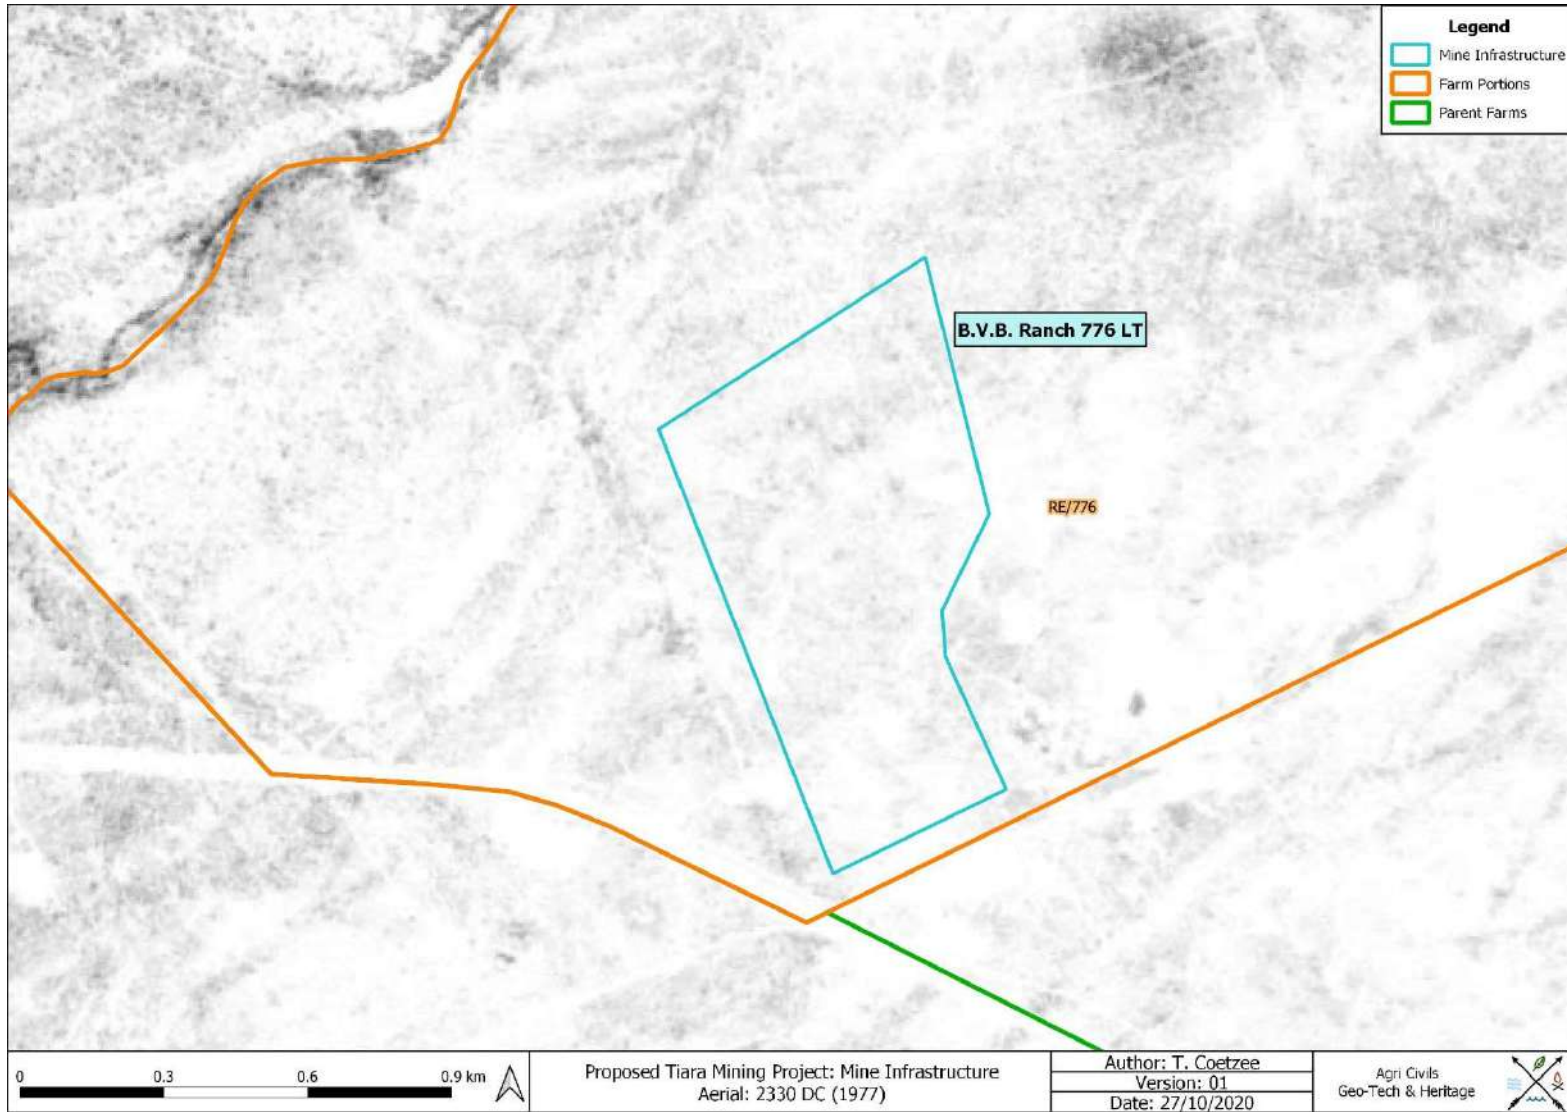 Legend
Mine Infrastructure
Farm Portions
Parent Farms
B.V.B. Ranch 776 LT
RE/776
0 0.3 0.6 0.9 km
Proposed Tiara Mining Project: Mine Infrastructure
Aerial: 2330 DC (1977)
Author: T. Coetzee
Version: 01
Date: 27/10/2020
Agri Civils
Geo-Tech & Heritage